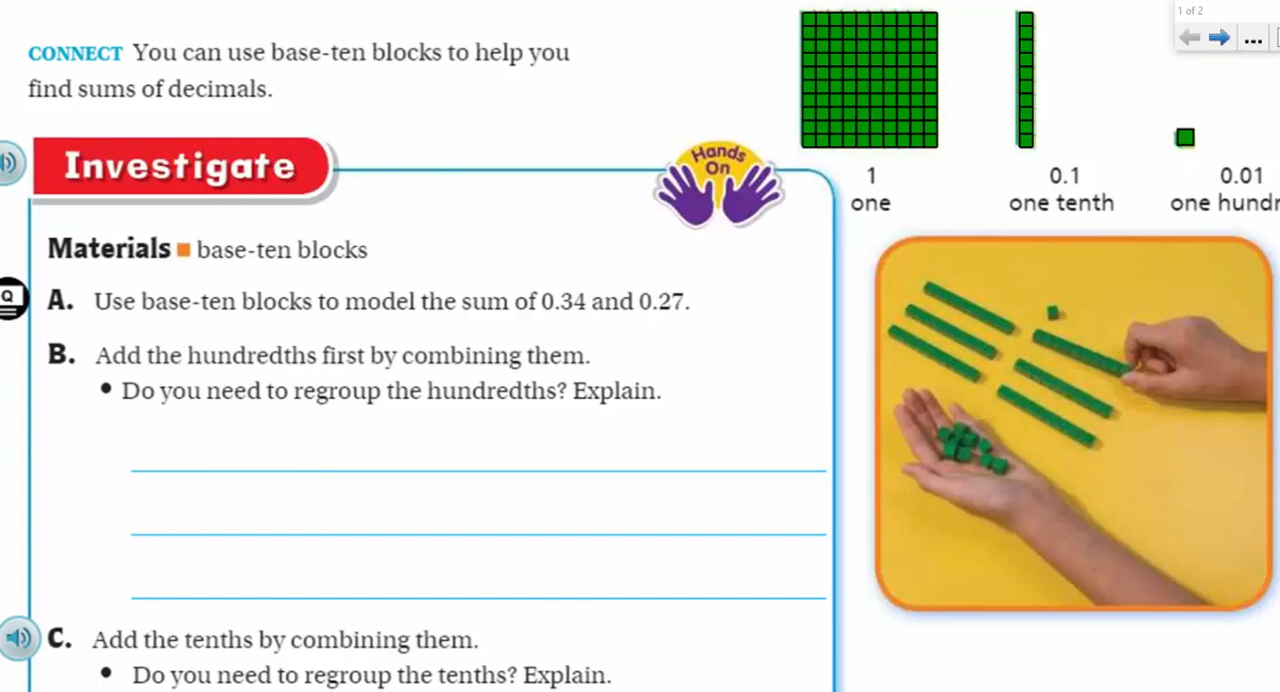 1 of 2
CONNECT You can use base-ten blocks to help you
find sums of decimals.
Investigate
Hands
On
1
one
0.1
one tenth
0.01
one hundr
Materials ■ base-ten blocks
Q
A. Use base-ten blocks to model the sum of 0.34 and 0.27.
B. Add the hundredths first by combining them.
• Do you need to regroup the hundredths? Explain.
C. Add the tenths by combining them.
• Do you need to regroup the tenths? Explain.